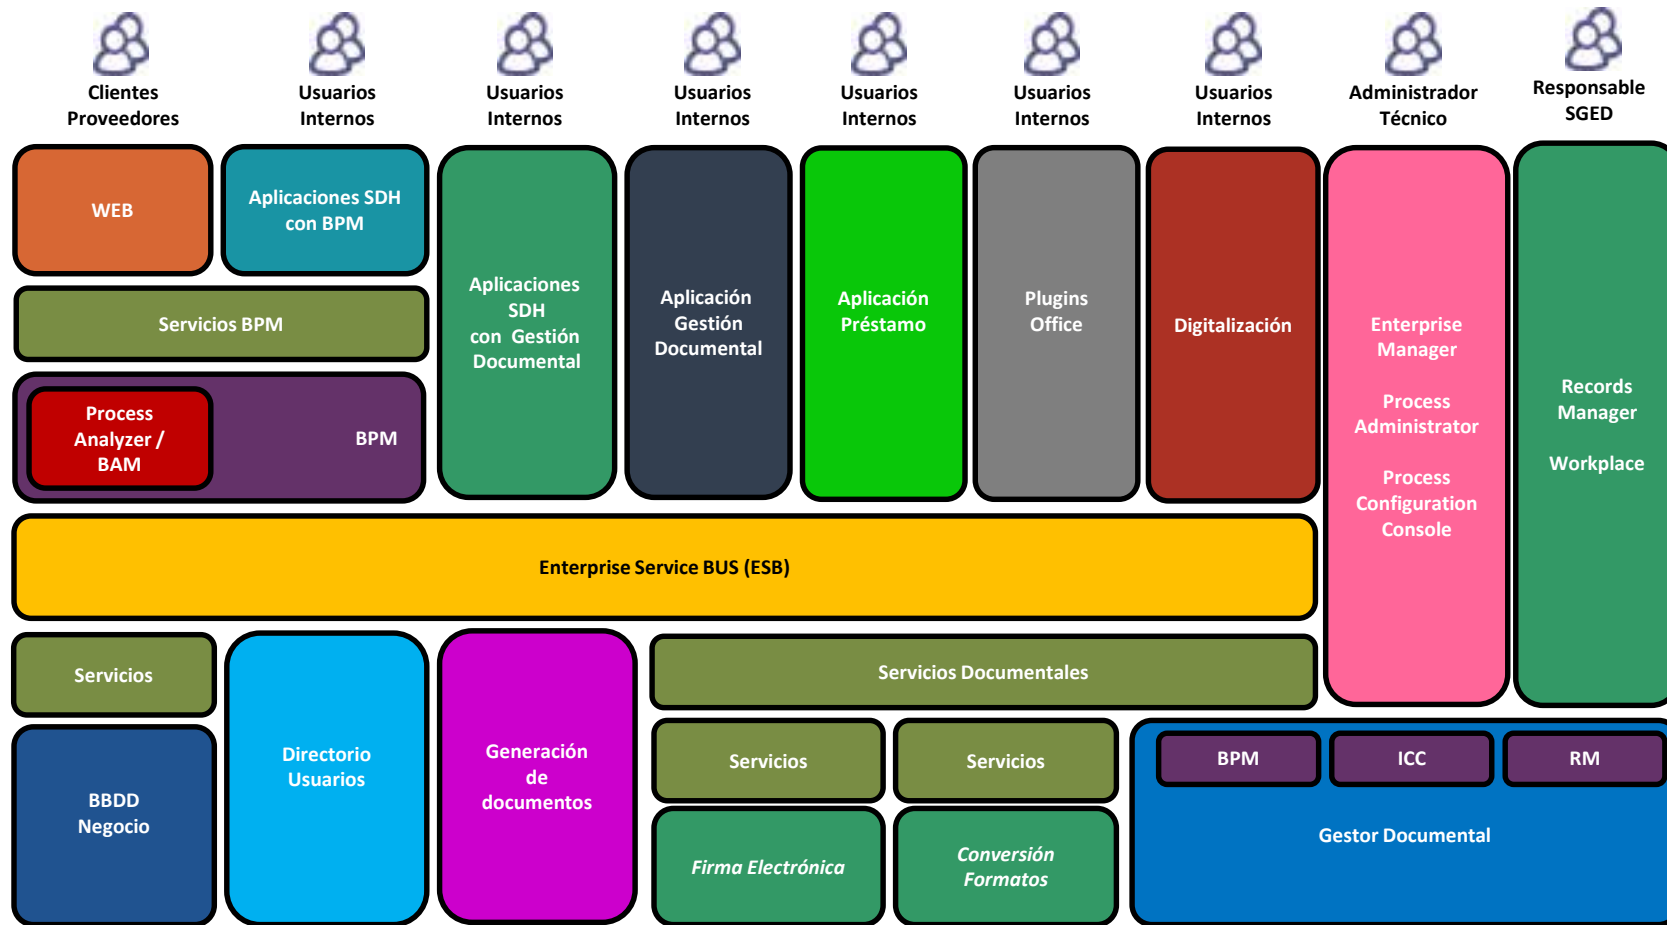 Clientes
Proveedores
Usuarios
Internos
Usuarios
Internos
Usuarios
Internos
Usuarios
Internos
Usuarios
Internos
Usuarios
Internos
Administrador
Técnico
Responsable
SGED
WEB
Aplicaciones SDH
con BPM
Servicios BPM
Process
Analyzer /
BAM
BPM
Aplicaciones
SDH
con Gestión
Documental
Aplicación
Gestión
Documental
Aplicación
Préstamo
Plugins
Office
Digitalización
Enterprise
Manager
Process
Administrator
Process
Configuration
Console
Records
Manager
Workplace
Enterprise Service BUS (ESB)
Servicios
BBDD
Negocio
Directorio
Usuarios
Generación
de
documentos
Servicios Documentales
Servicios
Servicios
Firma Electrónica
Conversión
Formatos
BPM
ICC
RM
Gestor Documental